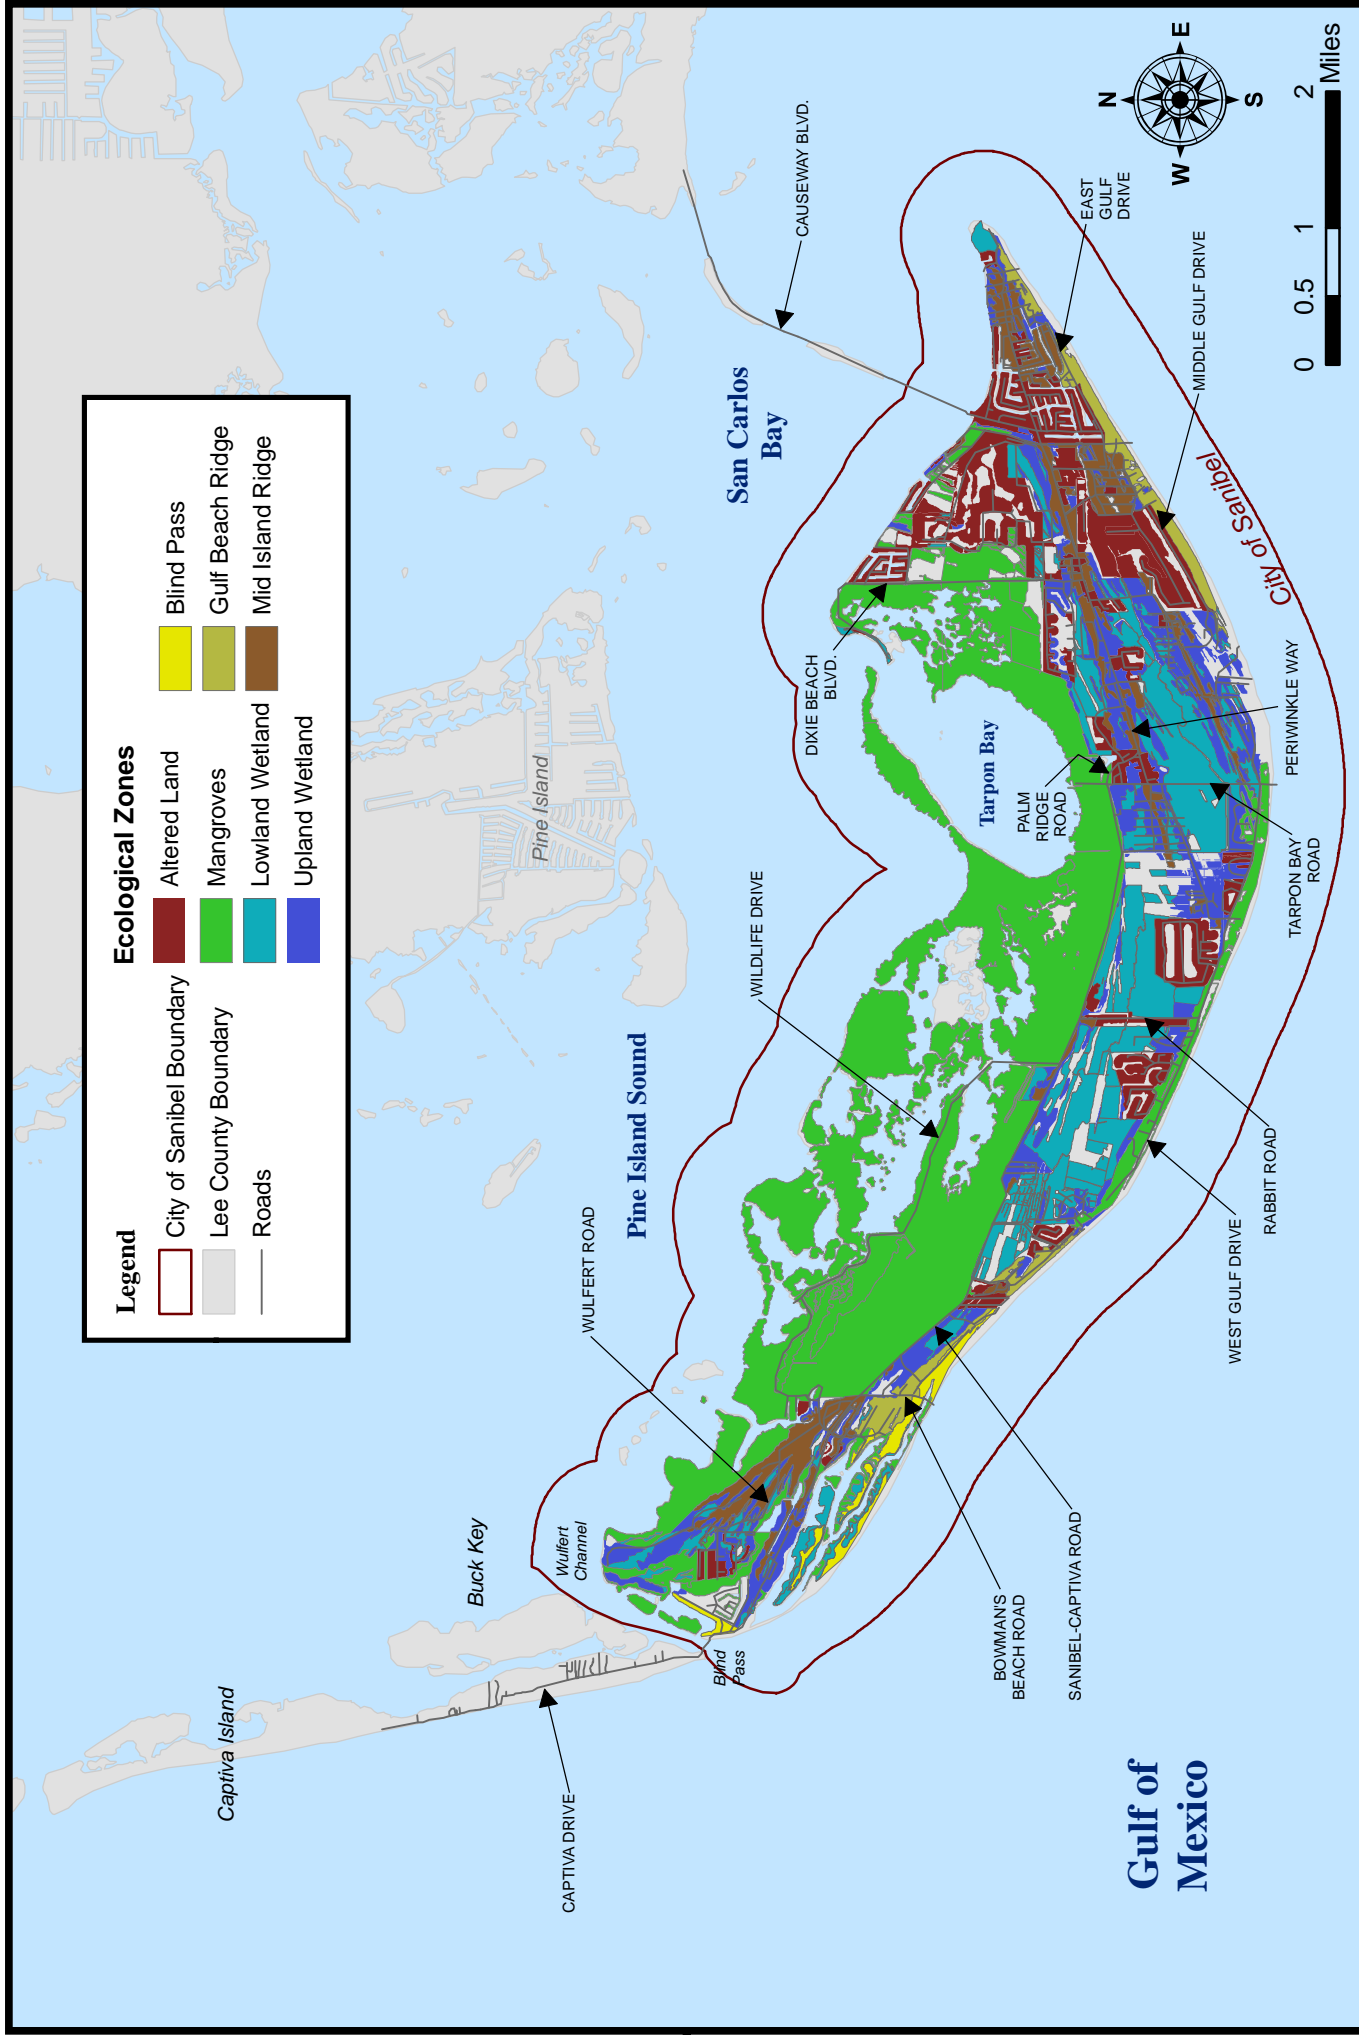 Legend
City of Sanibel Boundary
Lee County Boundary
Roads
Ecological Zones
Altered Land
Mangroves
Lowland Wetland
Upland Wetland
Blind Pass
Gulf Beach Ridge
Mid Island Ridge
Captiva Island
Buck Key
Wulfert
Channel
Blind
Pass
CAPTIVA DRIVE
WULFERT ROAD
Pine Island Sound
WILDLIFE DRIVE
Pine Island
DIXIE BEACH
BLVD.
San Carlos
Bay
CAUSEWAY BLVD.
Tarpon Bay
PALM
RIDGE
ROAD
EAST
GULF
DRIVE
MIDDLE GULF DRIVE
City of Sanibel
PERIWINKLE WAY
TARPON BAY
ROAD
RABBIT ROAD
WEST GULF DRIVE
SANIBEL-CAPTIVA ROAD
BOWMAN'S
BEACH ROAD
Gulf of
Mexico
N
E
S
W
0 0.5 1 2
Miles